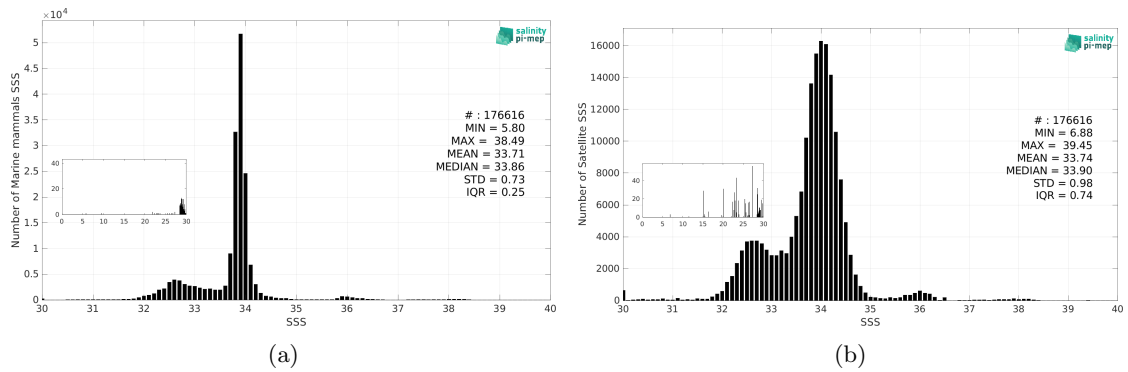 ×10⁴
5
4.5
4
3.5
3
2.5
2
1.5
1
0.5
0
Number of Marine mammals SSS
30 31 32 33 34 35 36 37 38 39 40
SSS
salinity
pi-mep
# : 176616
MIN = 5.80
MAX = 38.49
MEAN = 33.71
MEDIAN = 33.86
STD = 0.73
IQR = 0.25
40
20
0
0 5 10 15 20 25 30
(a)
16000
14000
12000
10000
8000
6000
4000
2000
0
Number of Satellite SSS
30 31 32 33 34 35 36 37 38 39 40
SSS
salinity
pi-mep
# : 176616
MIN = 6.88
MAX = 39.45
MEAN = 33.74
MEDIAN = 33.90
STD = 0.98
IQR = 0.74
40
20
0
0 5 10 15 20 25 30
(b)